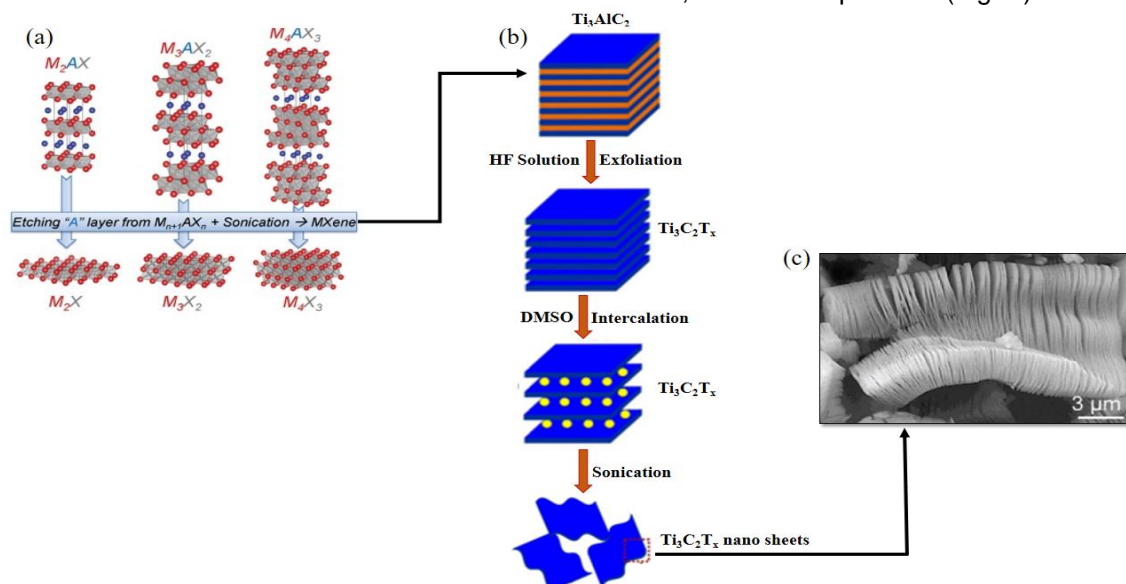 (a)
M₂AX
M₃AX₂
M₄AX₃
Etching "A" layer from Mₙ₊₁AXₙ + Sonication → MXene
M₂X
M₃X₂
M₄X₃
(b)
Ti₃AlC₂
HF Solution Exfoliation
Ti₃C₂Tₓ
DMSO Intercalation
Ti₃C₂Tₓ
Sonication
Ti₃C₂Tₓ nano sheets
(c)
3 μm